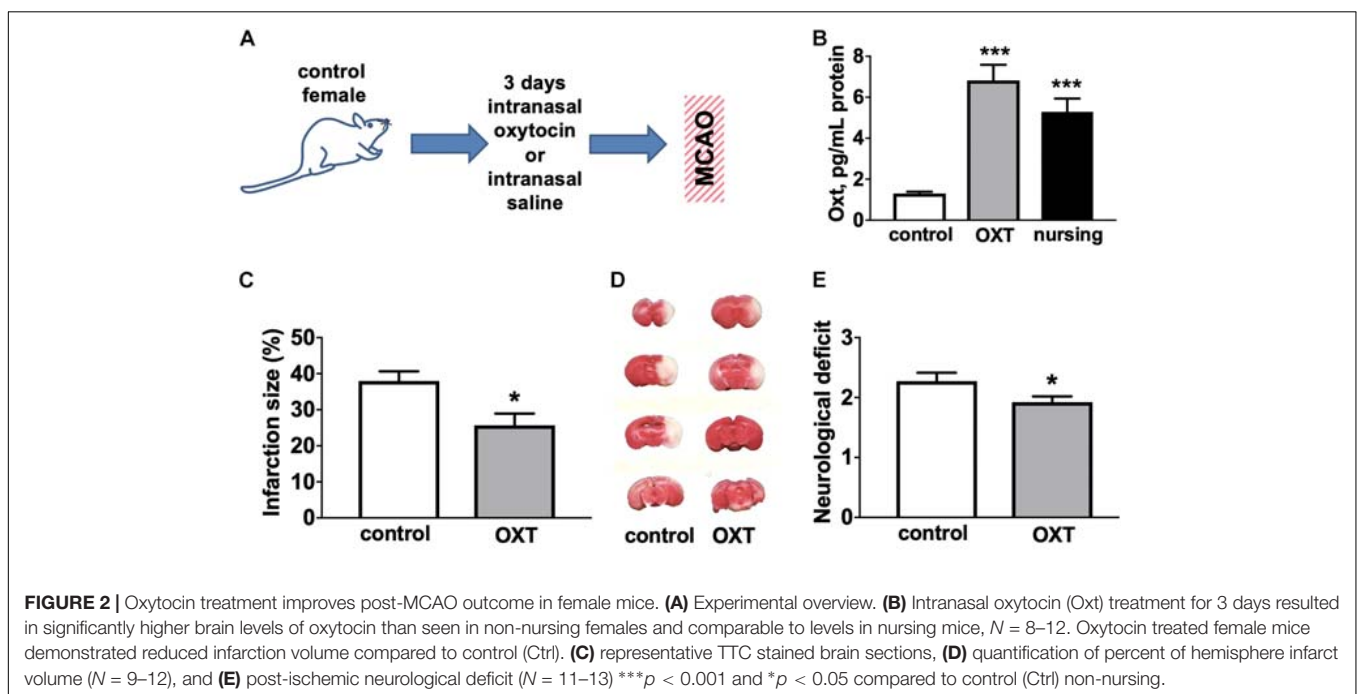 A
control
female
3 days
intranasal
oxytocin
or
intranasal
saline
MCAO
B
Oxt, pg/mL protein
8
6
4
2
0
***
***
control OXT nursing
C
Infarction size (%)
50
40
30
20
10
0
*
control OXT
D
control OXT
E
Neurological deficit
3
2
1
0
*
control OXT
FIGURE 2 | Oxytocin treatment improves post-MCAO outcome in female mice. (A) Experimental overview. (B) Intranasal oxytocin (Oxt) treatment for 3 days resulted
in significantly higher brain levels of oxytocin than seen in non-nursing females and comparable to levels in nursing mice, N = 8–12. Oxytocin treated female mice
demonstrated reduced infarction volume compared to control (Ctrl). (C) representative TTC stained brain sections, (D) quantification of percent of hemisphere infarct
volume (N = 9–12), and (E) post-ischemic neurological deficit (N = 11–13) ***p < 0.001 and *p < 0.05 compared to control (Ctrl) non-nursing.